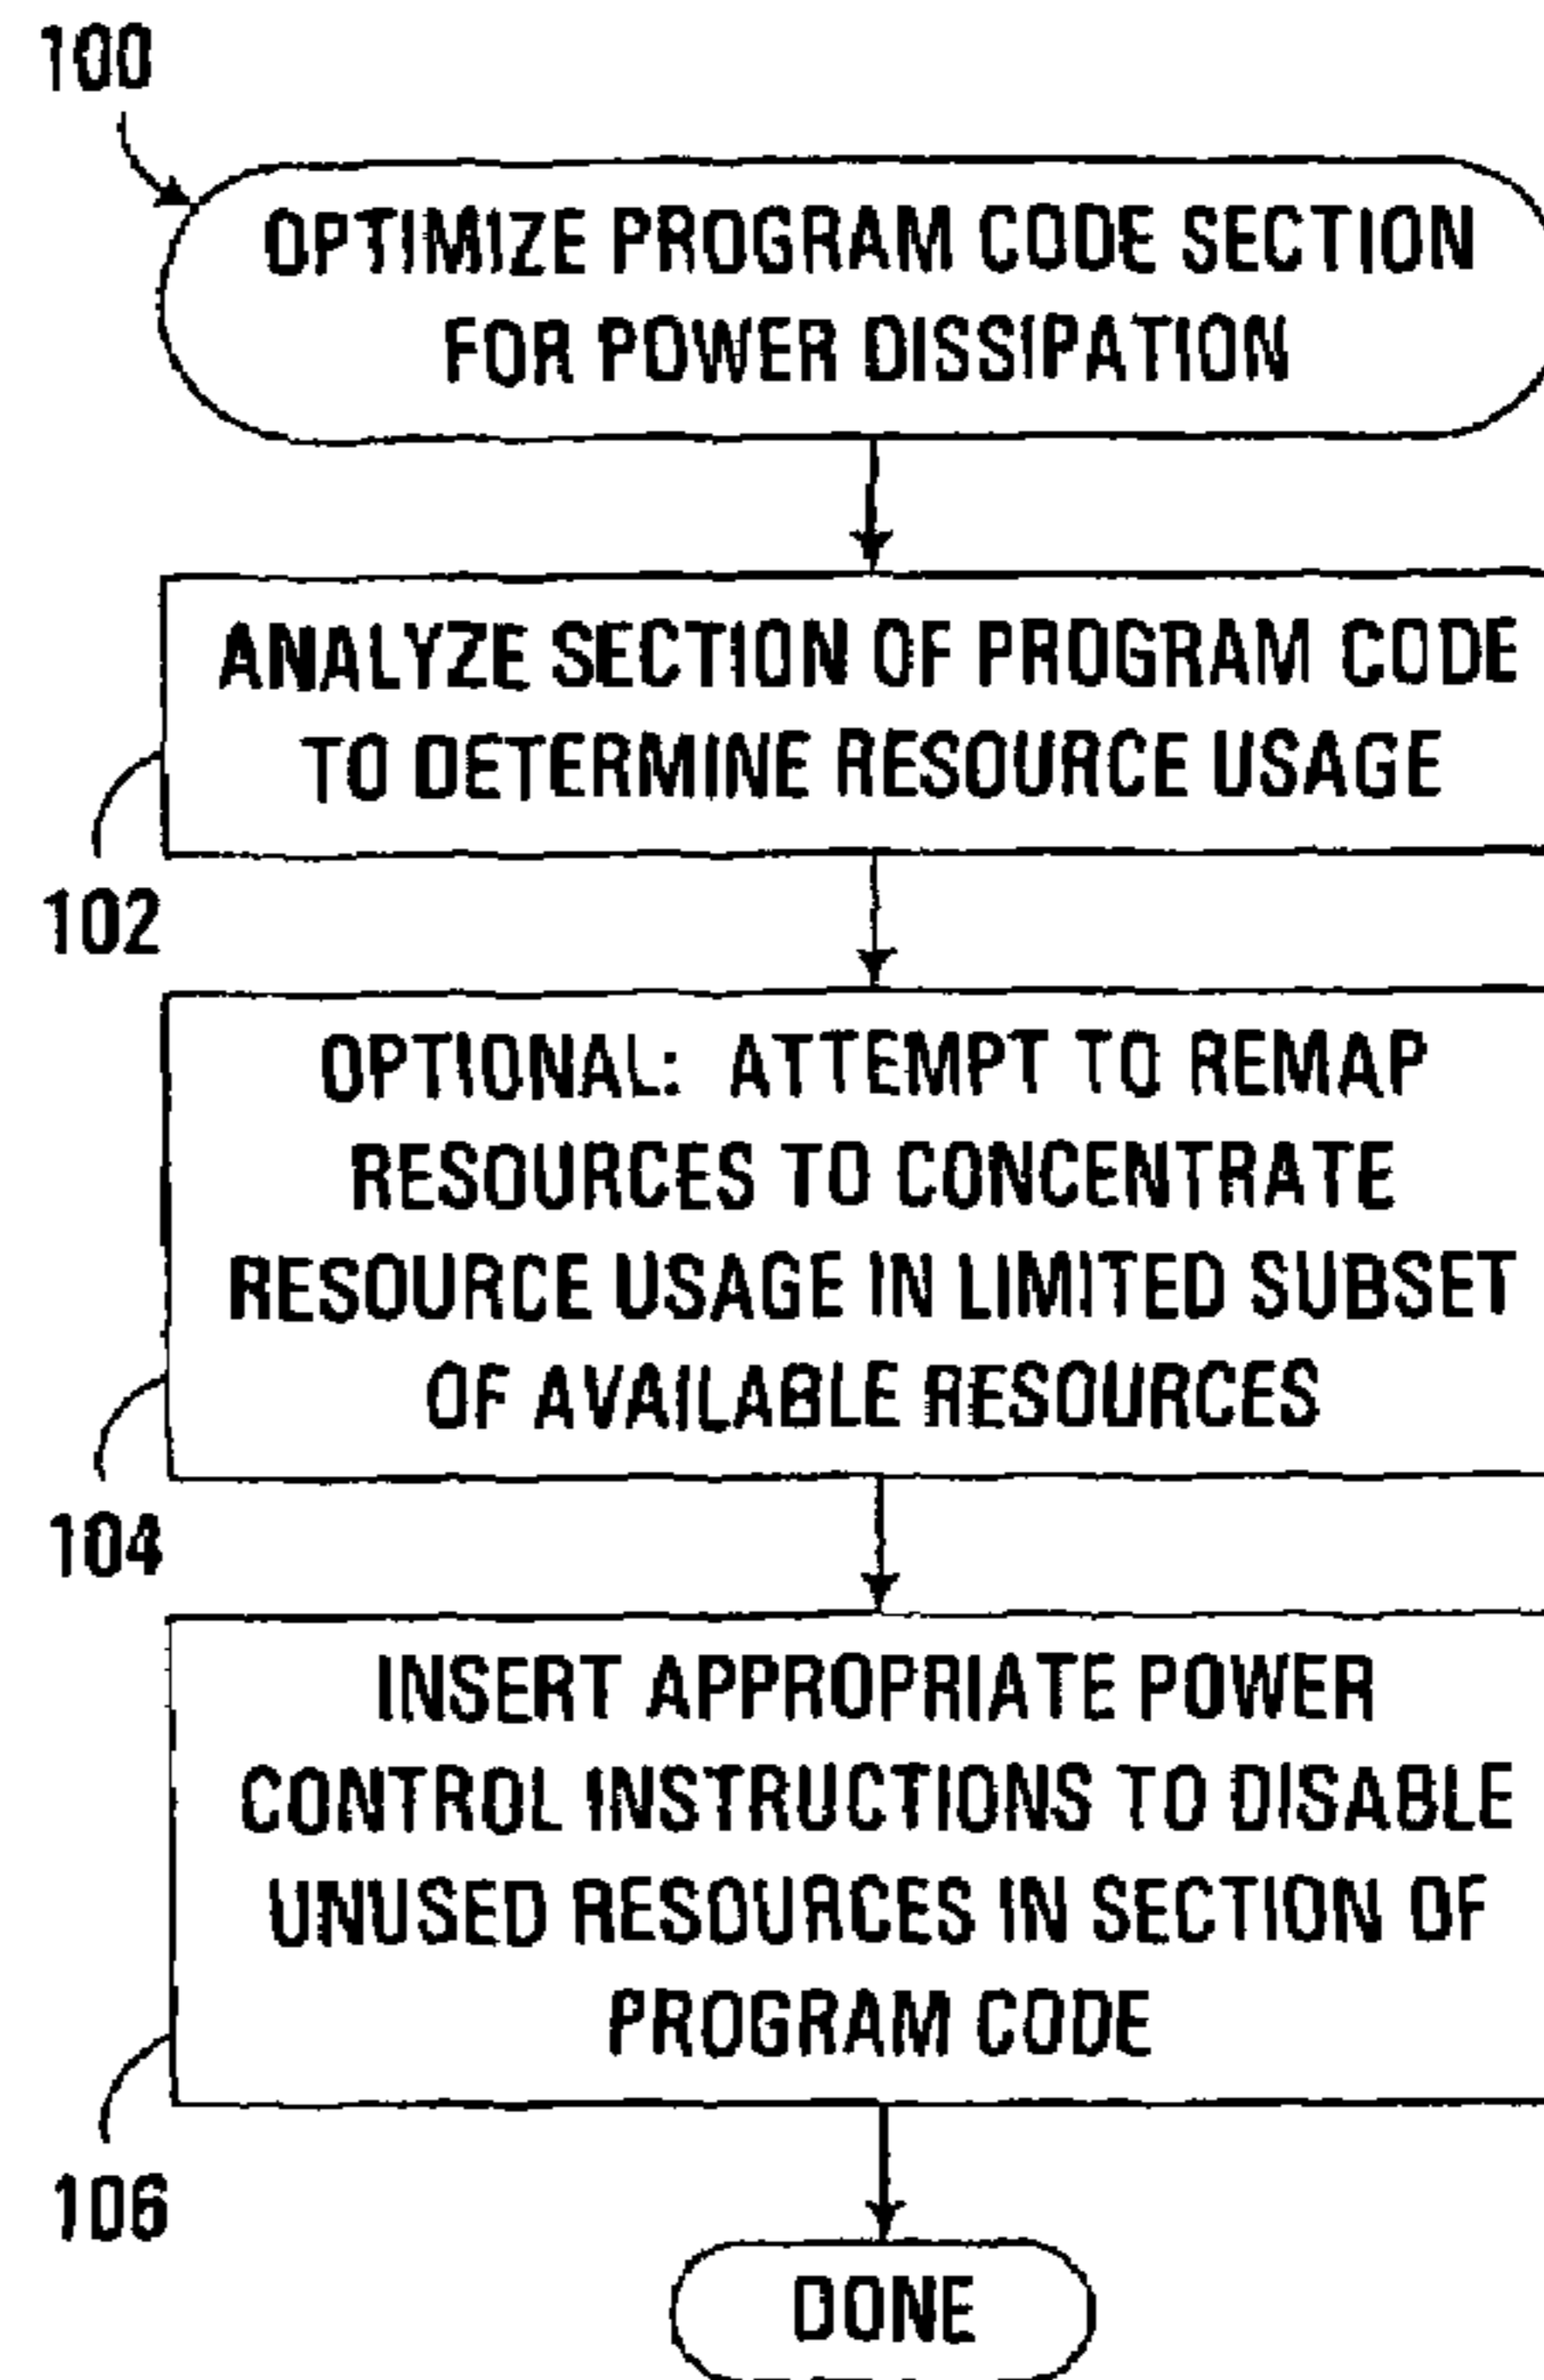 100
OPTIMIZE PROGRAM CODE SECTION
FOR POWER DISSIPATION
ANALYZE SECTION OF PROGRAM CODE
TO DETERMINE RESOURCE USAGE
102
OPTIONAL: ATTEMPT TO REMAP
RESOURCES TO CONCENTRATE
RESOURCE USAGE IN LIMITED SUBSET
OF AVAILABLE RESOURCES
104
INSERT APPROPRIATE POWER
CONTROL INSTRUCTIONS TO DISABLE
UNUSED RESOURCES IN SECTION OF
PROGRAM CODE
106
DONE